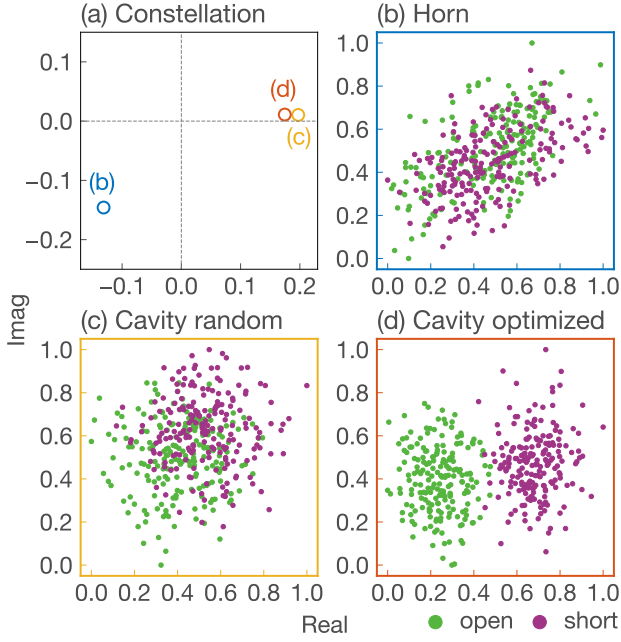 (a) Constellation
0.1
0.0
−0.1
−0.2
(d)
(c)
(b)
−0.1 0.0 0.1 0.2
(b) Horn
1.0
0.8
0.6
0.4
0.2
0.0
0.0 0.2 0.4 0.6 0.8 1.0
Imag
(c) Cavity random
1.0
0.8
0.6
0.4
0.2
0.0
0.0 0.2 0.4 0.6 0.8 1.0
(d) Cavity optimized
1.0
0.8
0.6
0.4
0.2
0.0
0.0 0.2 0.4 0.6 0.8 1.0
Real
open short